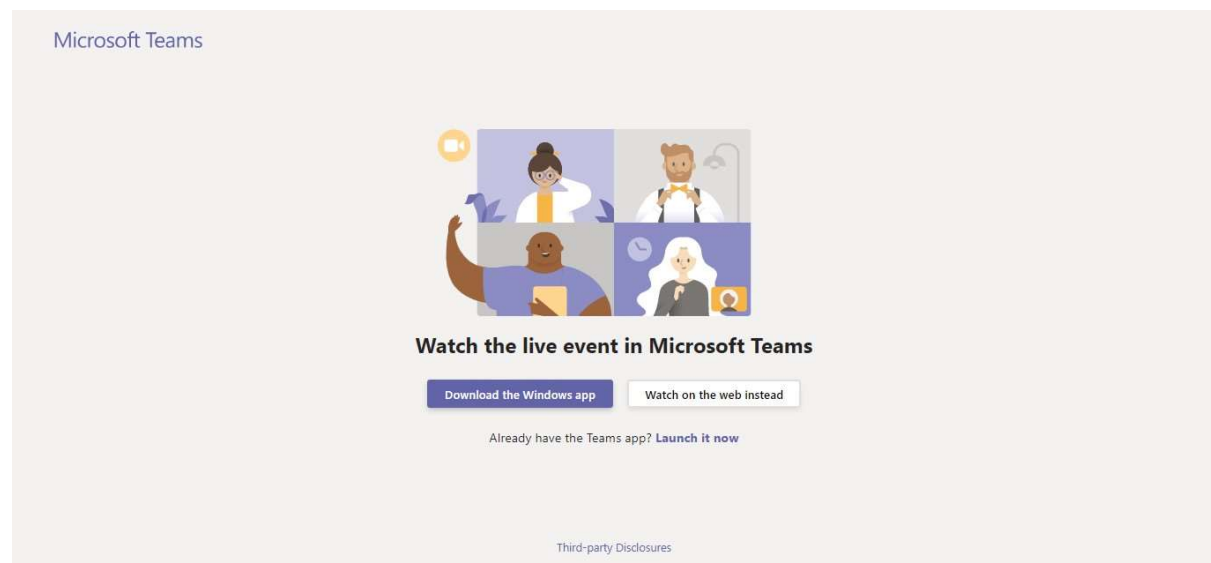 Microsoft Teams
Watch the live event in Microsoft Teams
Download the Windows app
Watch on the web instead
Already have the Teams app? Launch it now
Third-party Disclosures